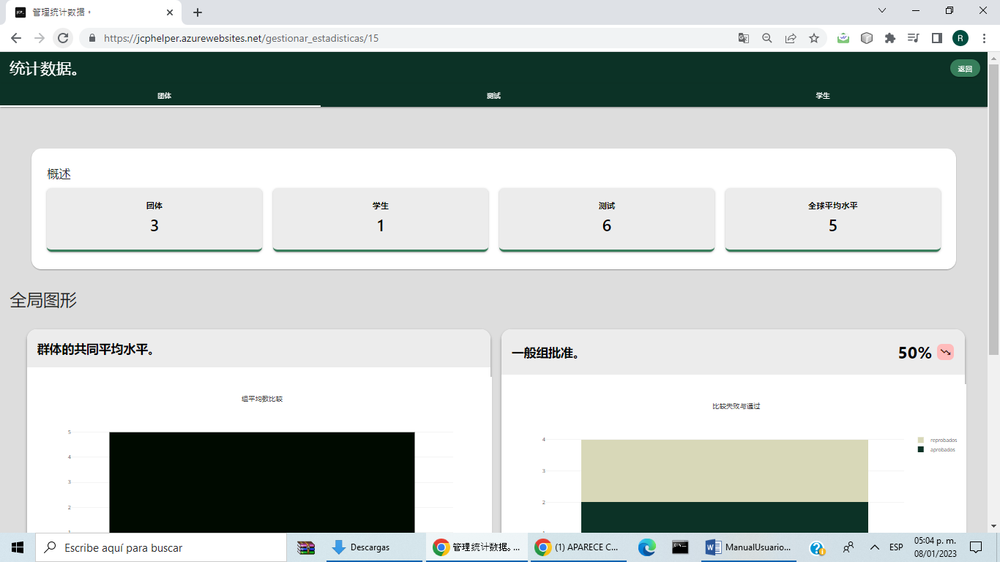 管理统计数据。
https://jcphelper.azurewebsites.net/gestionar_estadisticas/15
R
统计数据。
返回
团体
测试
学生
概述
团体
3
学生
1
测试
6
全球平均水平
5
全局图形
群体的共同平均水平。
组平均数比较
5
4
3
2
1
一般组批准。
50%
比较失败与通过
4
3
2
1
reprobados
aprobados
Escribe aquí para buscar
Descargas
管理统计数据。...
(1) APARECE C...
ManualUsuario...
ESP
05:04 p. m.
08/01/2023